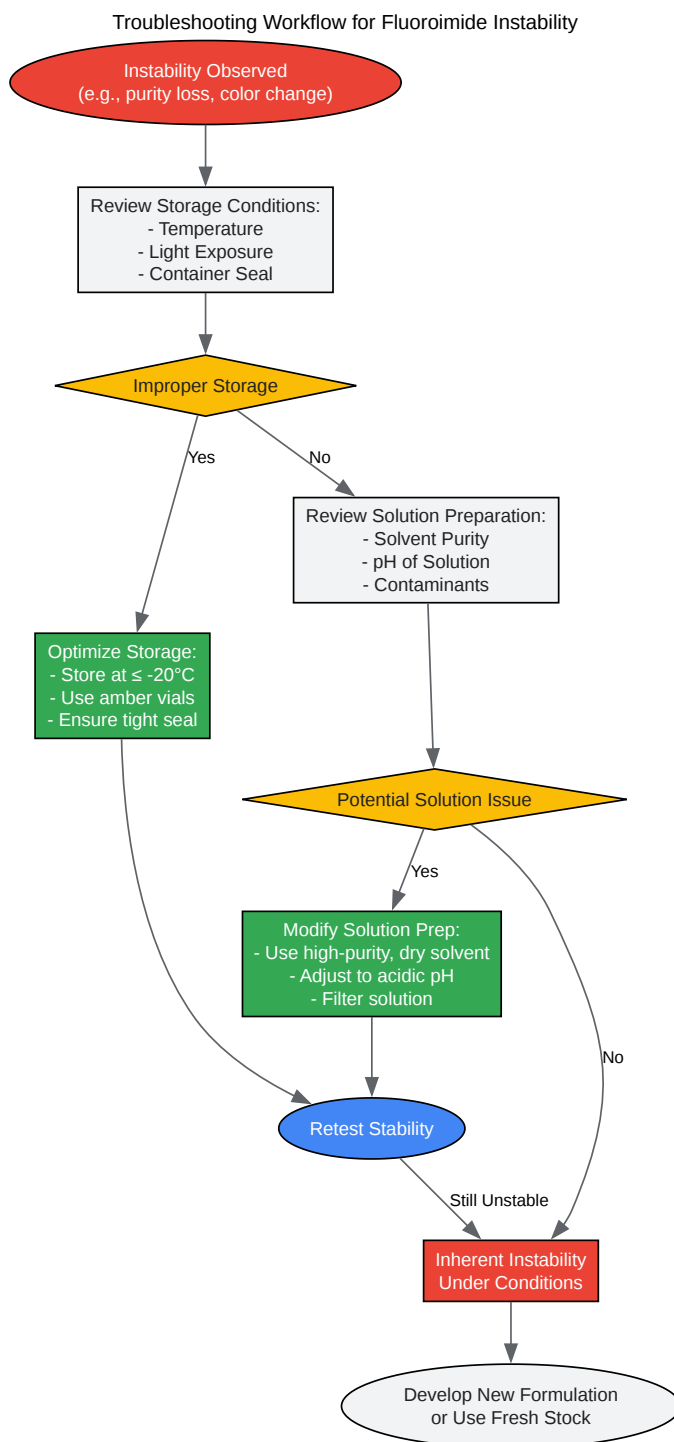 Troubleshooting Workflow for Fluoroimide Instability
Instability Observed
(e.g., purity loss, color change)
Review Storage Conditions:
- Temperature
- Light Exposure
- Container Seal
Improper Storage
Yes
No
Review Solution Preparation:
- Solvent Purity
- pH of Solution
- Contaminants
Optimize Storage:
- Store at ≤ -20°C
- Use amber vials
- Ensure tight seal
Potential Solution Issue
Yes
Modify Solution Prep:
- Use high-purity, dry solvent
- Adjust to acidic pH
- Filter solution
No
Retest Stability
Still Unstable
Inherent Instability
Under Conditions
Develop New Formulation
or Use Fresh Stock